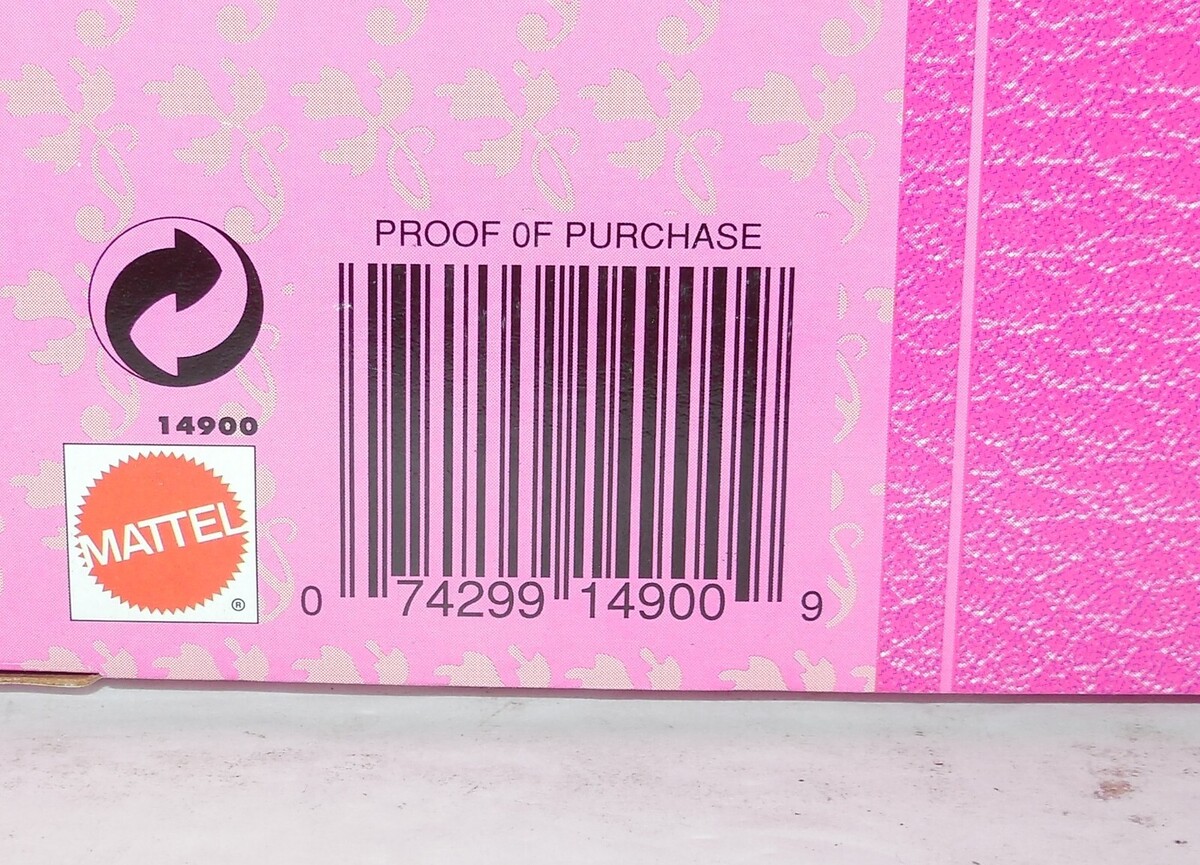 PROOF 0F PURCHASE
14900
MATTEL
®
0 74299 14900 9